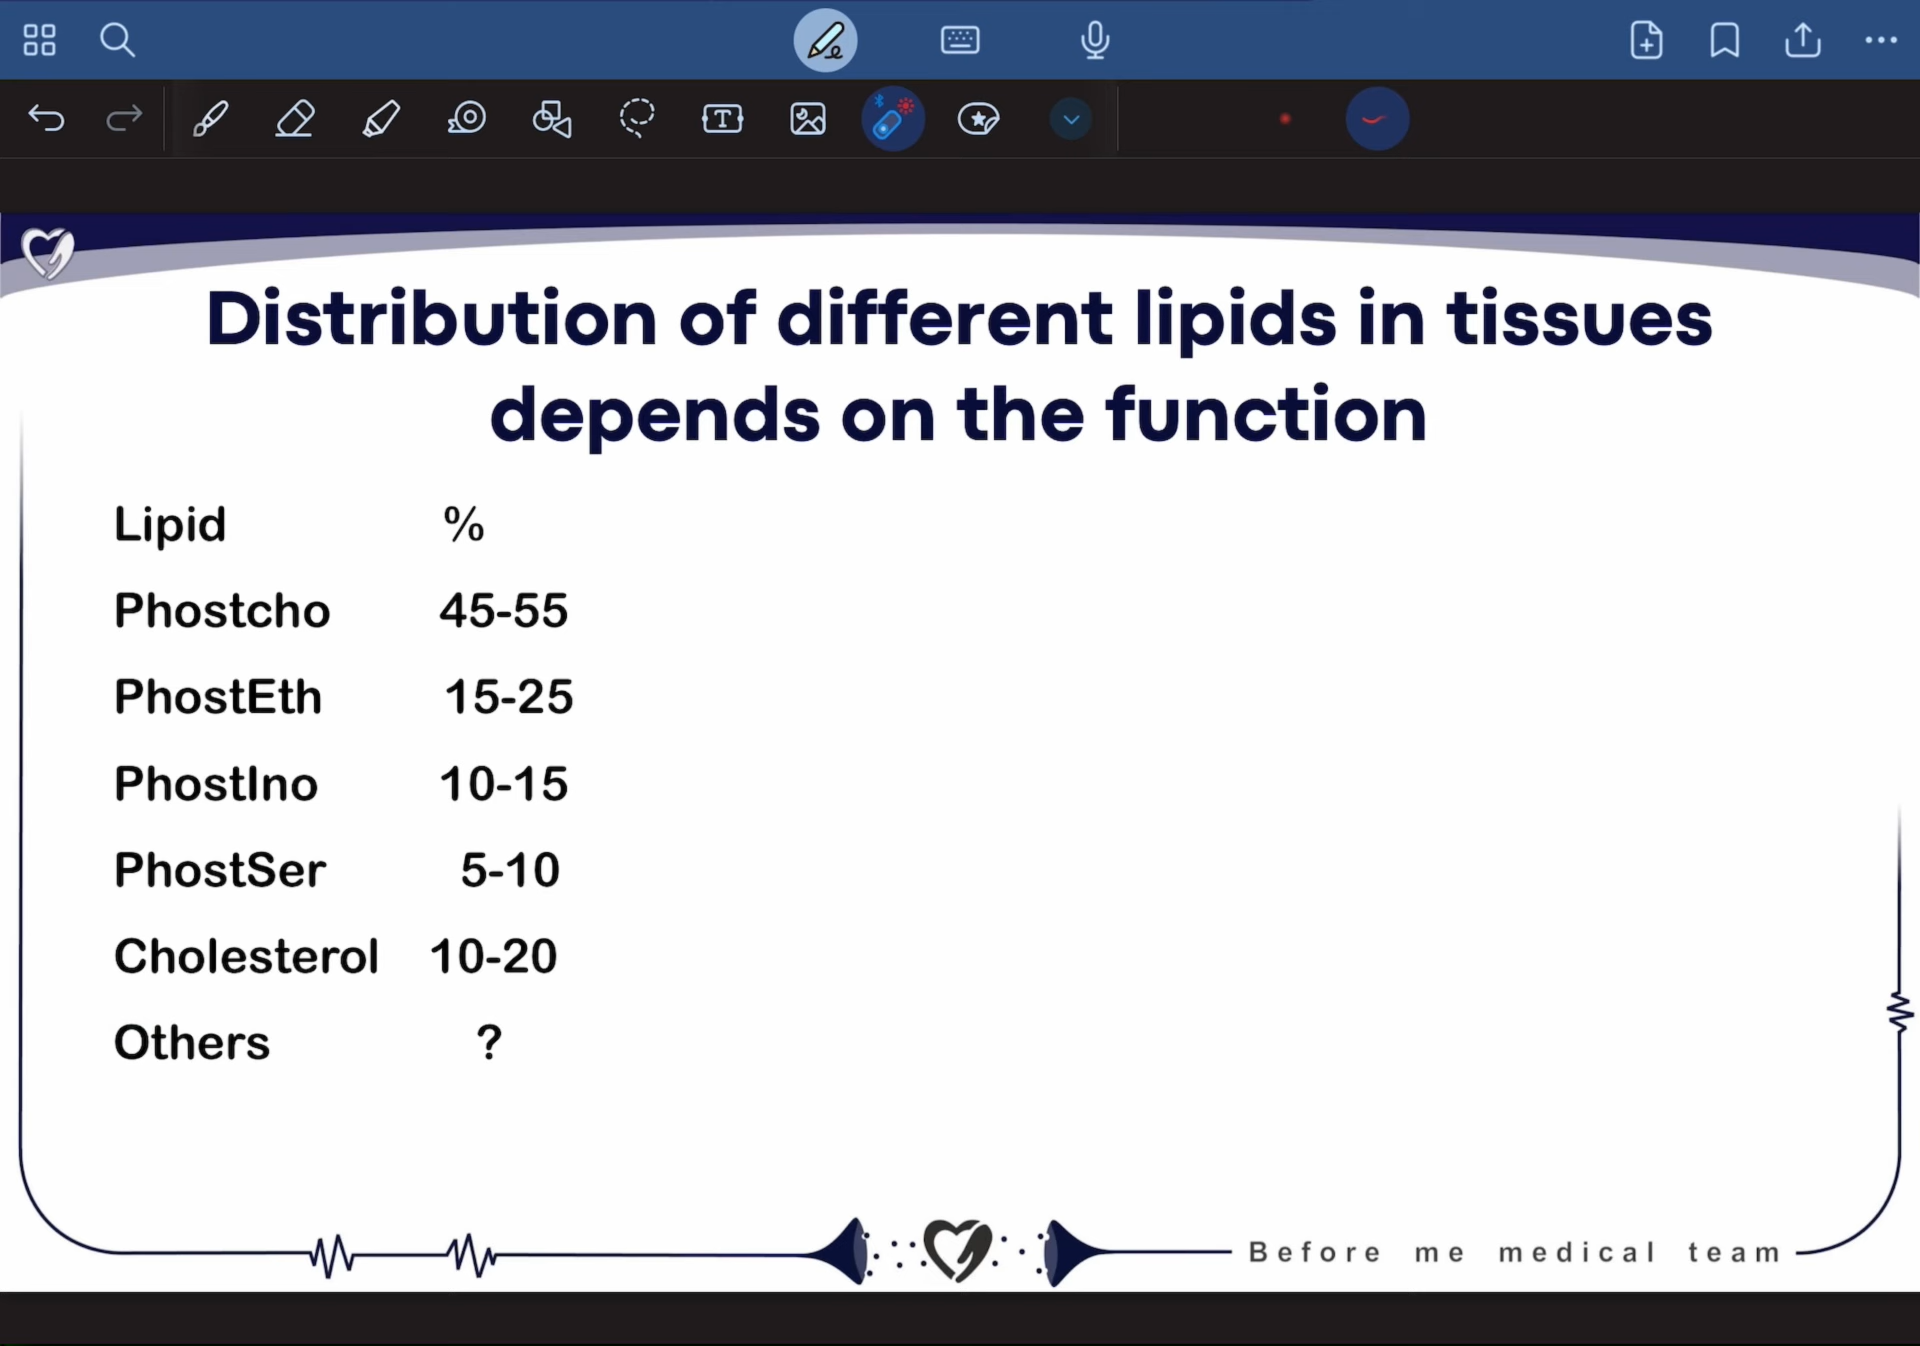 Distribution of different lipids in tissues
depends on the function
Lipid %
Phostcho 45-55
PhostEth 15-25
PhostIno 10-15
PhostSer 5-10
Cholesterol 10-20
Others ?
Before me medical team